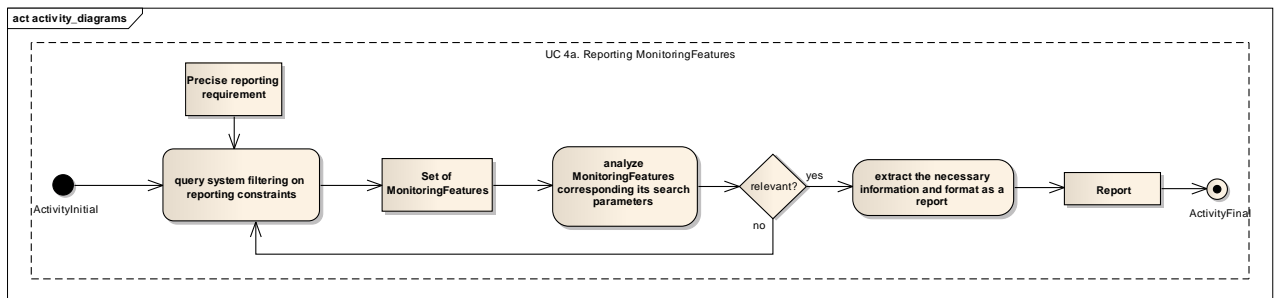 act activity_diagrams
UC 4a. Reporting MonitoringFeatures
Precise reporting
requirement
ActivityInitial
query system filtering on
reporting constraints
Set of
MonitoringFeatures
analyze
MonitoringFeatures
corresponding its search
parameters
relevant?
yes
no
extract the necessary
information and format as a
report
Report
ActivityFinal